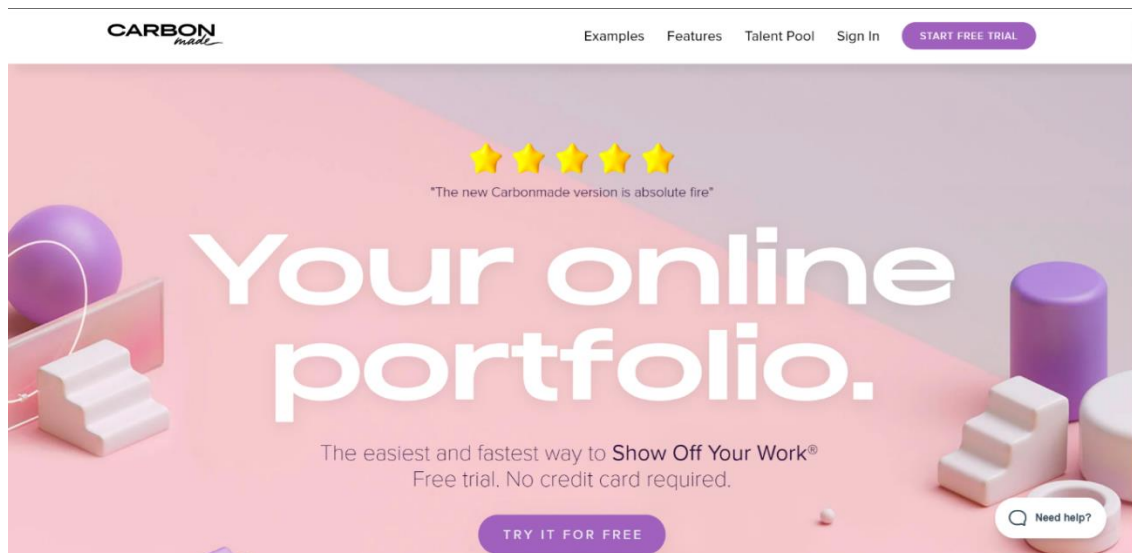 CARBON
made
Examples Features Talent Pool Sign In START FREE TRIAL
"The new Carbonmade version is absolute fire"
Your online
portfolio.
The easiest and fastest way to Show Off Your Work®
Free trial. No credit card required.
TRY IT FOR FREE
Need help?